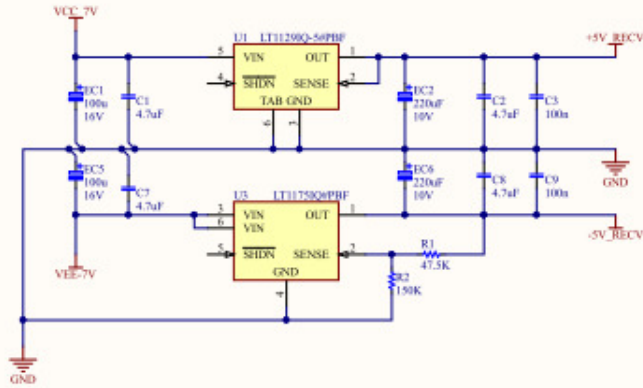 VCC_7V
U1 LT1129IQ-5#PBF
+5V_RECV
5 VIN OUT 1
4 SHDN SENSE 2
TAB GND
6 3
EC1
100u
16V
C1
4.7uF
EC2
220uF
10V
C2
4.7uF
C3
100n
GND
EC5
100u
16V
C7
4.7uF
EC6
220uF
10V
C8
4.7uF
C9
100n
U3 LT1175IQ#PBF
3 VIN OUT 1
6 VIN
5 SHDN SENSE 2
GND
4
-5V_RECV
R1
47.5K
R2
150K
VEE-7V
GND